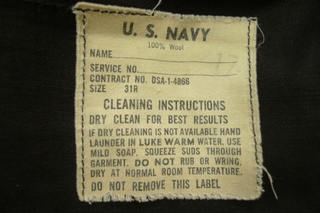 U. S. NAVY
100% Wool
NAME
SERVICE NO.
CONTRACT NO. DSA-1-4866
SIZE 31R
CLEANING INSTRUCTIONS
DRY CLEAN FOR BEST RESULTS
IF DRY CLEANING IS NOT AVAILABLE HAND
LAUNDER IN LUKE WARM WATER. USE
MILD SOAP. SQUEEZE SUDS THROUGH
GARMENT. DO NOT RUB OR WRING.
DRY AT NORMAL ROOM TEMPERATURE.
DO NOT REMOVE THIS LABEL